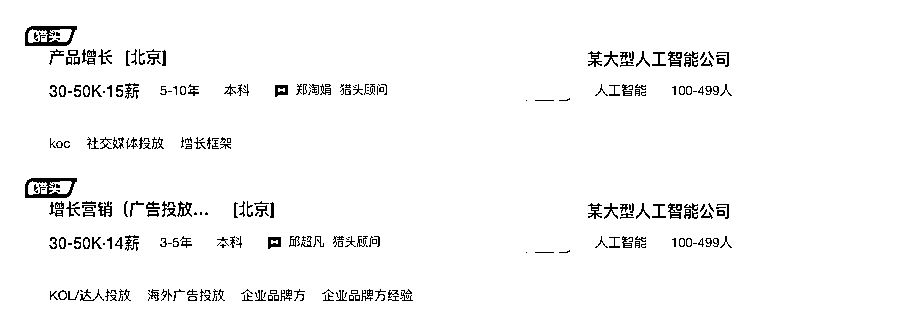 猎头
产品增长 [北京] 某大型人工智能公司
30-50K·15薪 5-10年 本科 郑淘娟 猎头顾问 人工智能 100-499人
koc 社交媒体投放 增长框架
猎头
增长营销（广告投放... [北京] 某大型人工智能公司
30-50K·14薪 3-5年 本科 邱超凡 猎头顾问 人工智能 100-499人
KOL/达人投放 海外广告投放 企业品牌方 企业品牌方经验